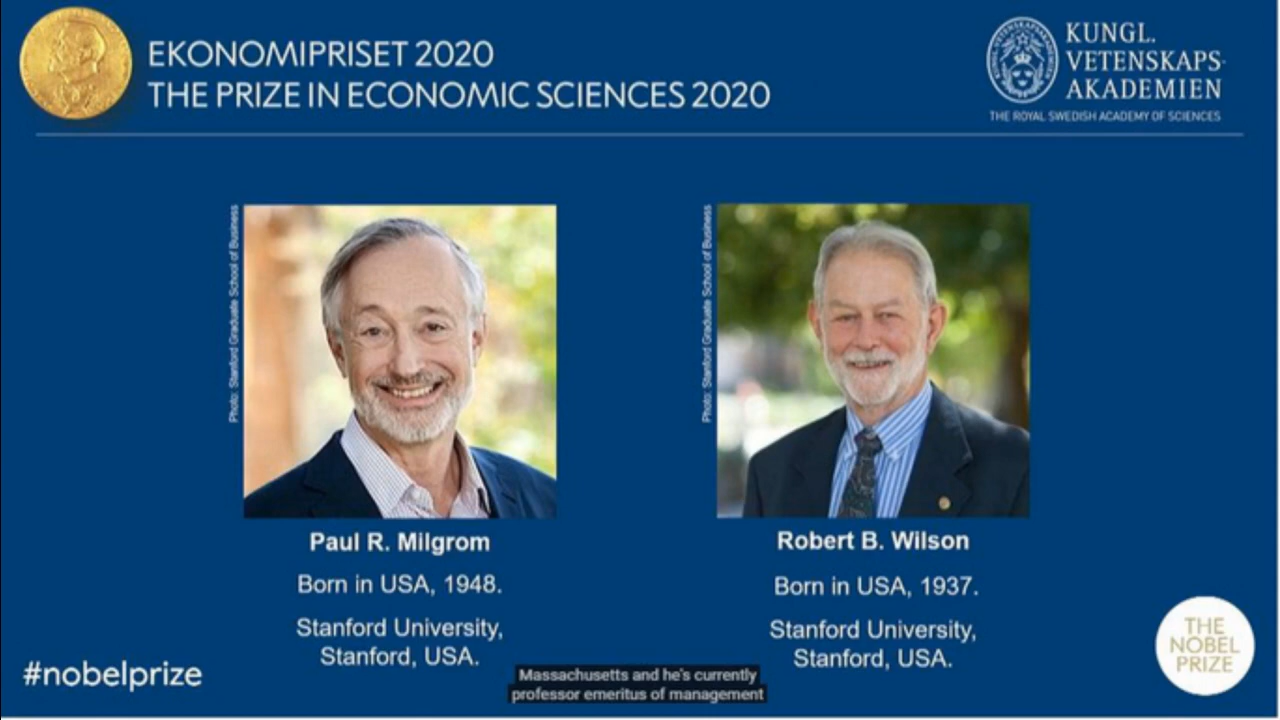 EKONOMIPRISET 2020
THE PRIZE IN ECONOMIC SCIENCES 2020
KUNGL.
VETENSKAPS-
AKADEMIEN
THE ROYAL SWEDISH ACADEMY OF SCIENCES
Photo: Stanford Graduate School of Business
Photo: Stanford Graduate School of Business
Paul R. Milgrom
Born in USA, 1948.
Stanford University,
Stanford, USA.
Robert B. Wilson
Born in USA, 1937.
Stanford University,
Stanford, USA.
#nobelprize
Massachusetts and he's currently
professor emeritus of management
THE
NOBEL
PRIZE